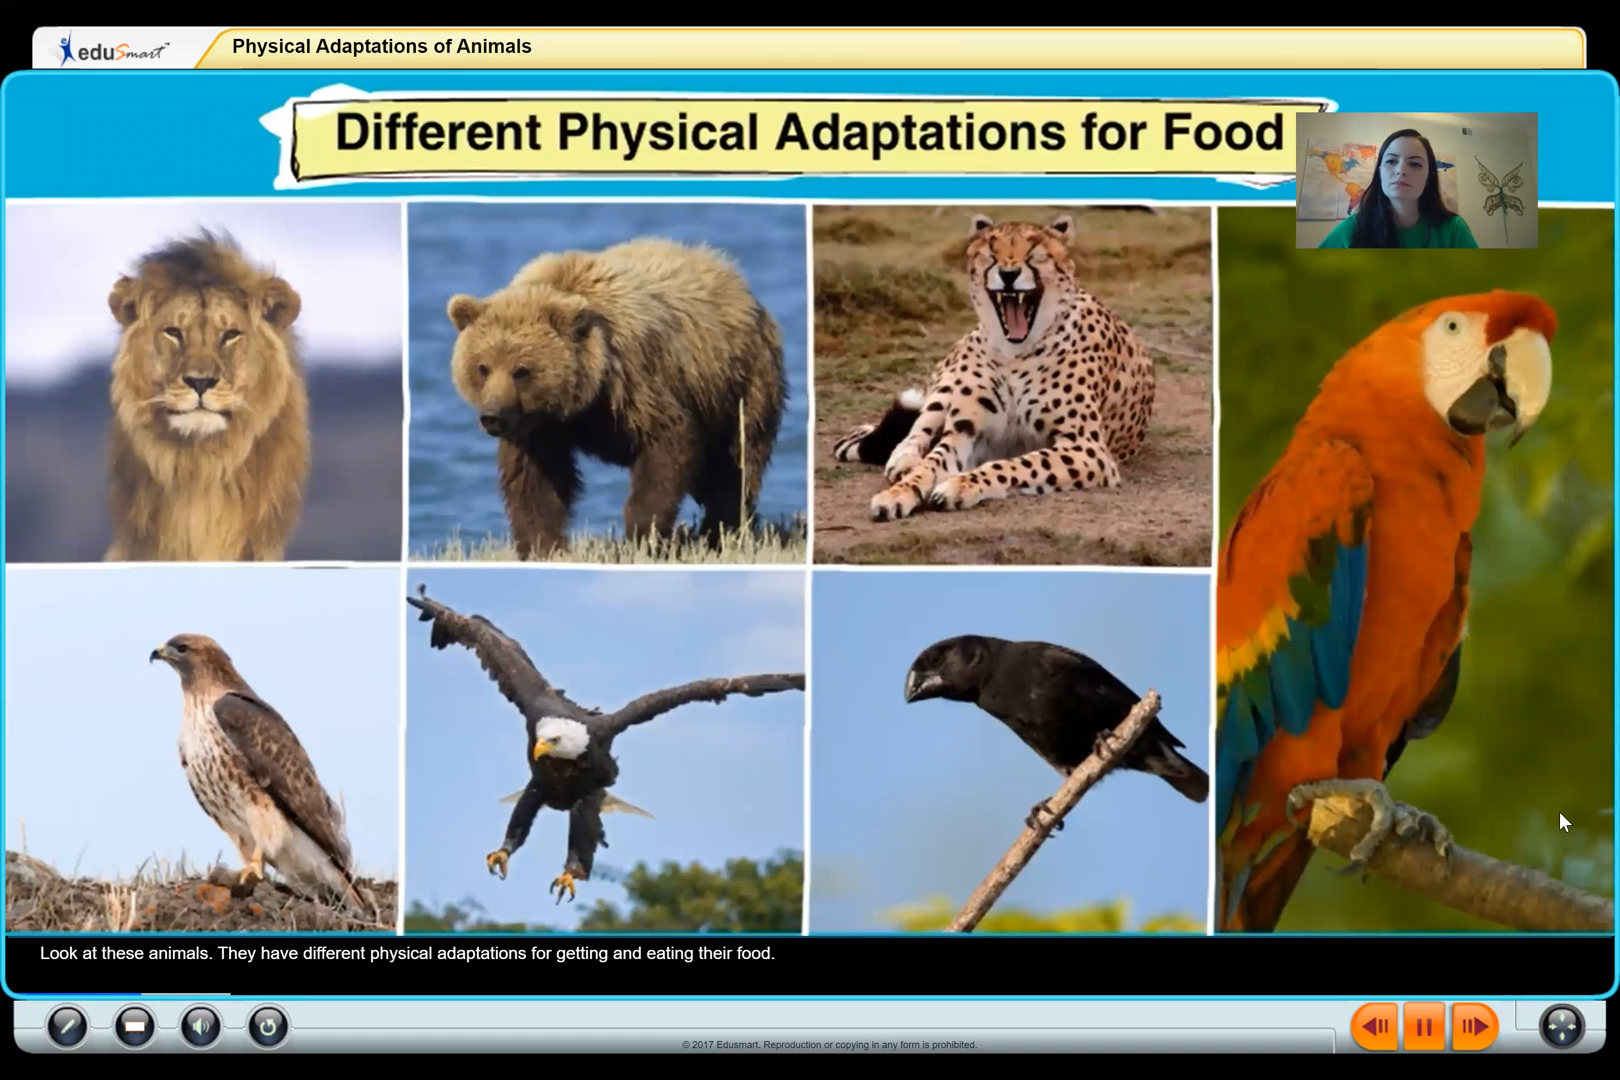 eduSmart™
Physical Adaptations of Animals
Different Physical Adaptations for Food
Look at these animals. They have different physical adaptations for getting and eating their food.
© 2017 Edusmart. Reproduction or copying in any form is prohibited.